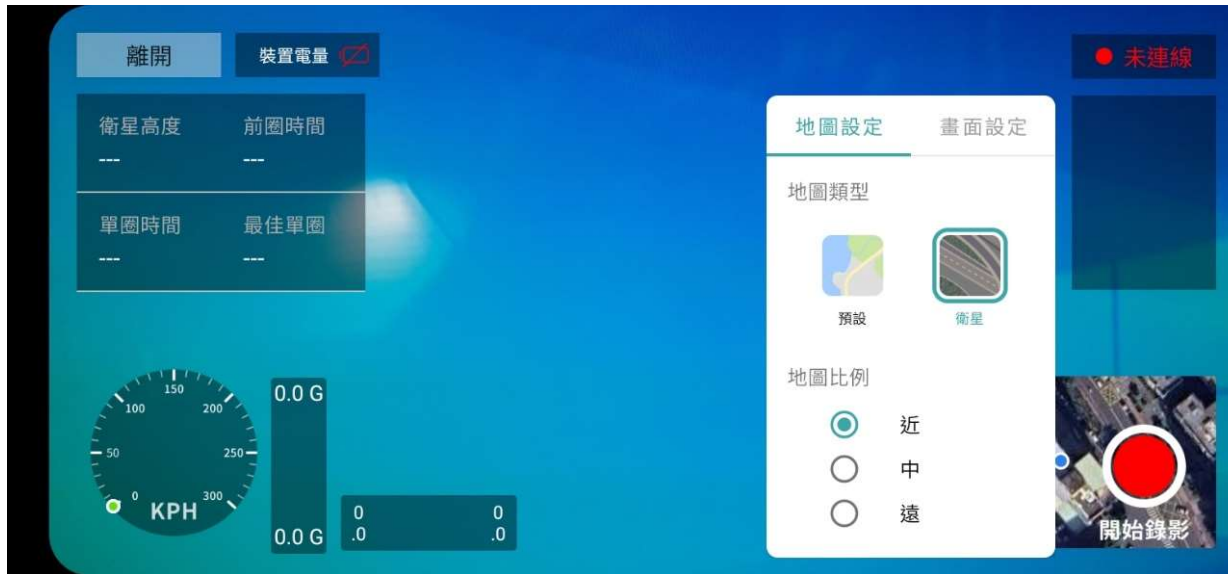 離開
裝置電量
未連線
衛星高度 前圈時間
--- ---
單圈時間 最佳單圈
--- ---
地圖設定 畫面設定
地圖類型
預設 衛星
地圖比例
近
中
遠
150
100 200
50 250
0 300
KPH
0.0 G
0.0 G
0 0
.0 .0
開始錄影